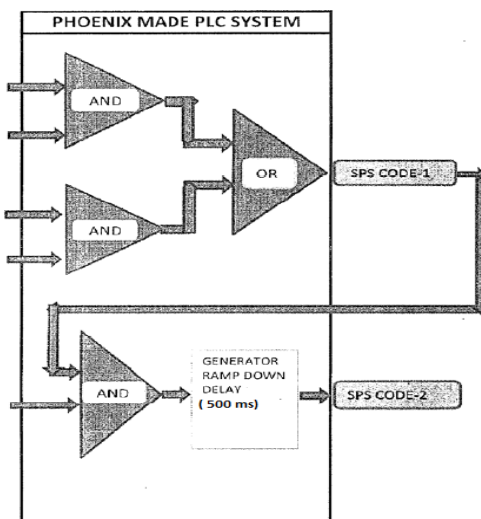 PHOENIX MADE PLC SYSTEM
AND
OR
SPS CODE-1
AND
AND
GENERATOR
RAMP DOWN
DELAY
( 500 ms)
SPS CODE-2